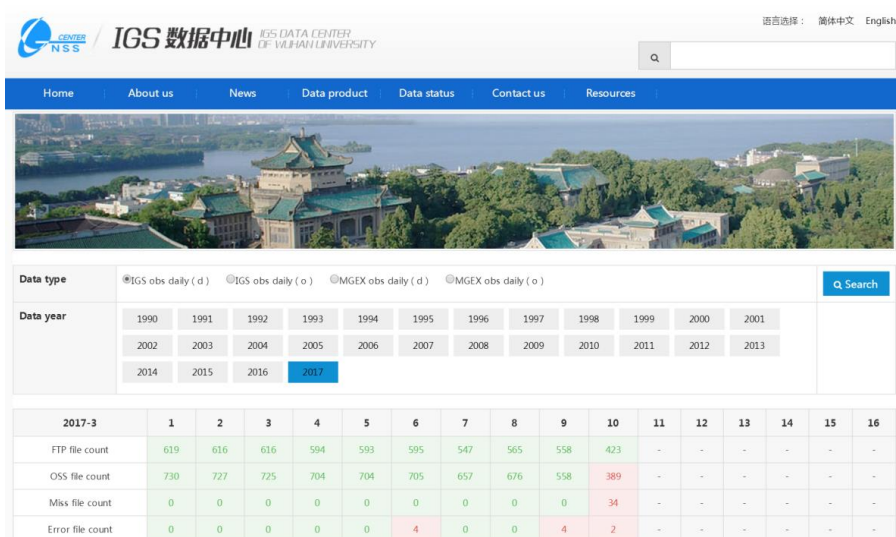 语言选择： 简体中文 English
CENTER
NSS
IGS 数据中心 IGS DATA CENTER
OF WUHAN UNIVERSITY
Home About us News Data product Data status Contact us Resources
Data type IGS obs daily ( d ) IGS obs daily ( o ) MGEX obs daily ( d ) MGEX obs daily ( o ) Search
Data year 1990 1991 1992 1993 1994 1995 1996 1997 1998 1999 2000 2001
2002 2003 2004 2005 2006 2007 2008 2009 2010 2011 2012 2013
2014 2015 2016 2017
2017-3 1 2 3 4 5 6 7 8 9 10 11 12 13 14 15 16
FTP file count 619 616 616 594 593 595 547 565 558 423 - - - - - -
OSS file count 730 727 725 704 704 705 657 676 558 389 - - - - - -
Miss file count 0 0 0 0 0 0 0 0 0 34 - - - - - -
Error file count 0 0 0 0 0 4 0 0 4 2 - - - - - -